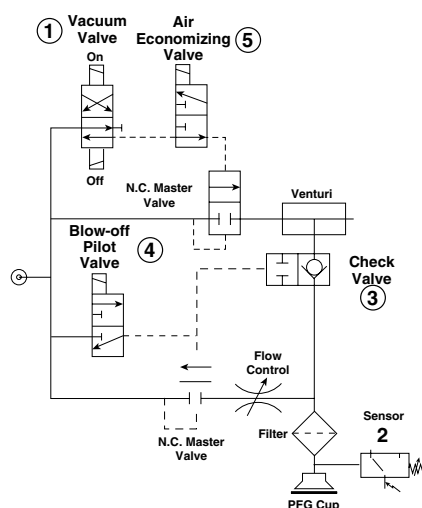 1 Vacuum
Valve
On
Off
Air
Economizing 5
Valve
N.C. Master
Valve
Venturi
Blow-off
Pilot 4
Valve
Check
Valve
3
Flow
Control
N.C. Master
Valve
Filter
Sensor
2
PFG Cup